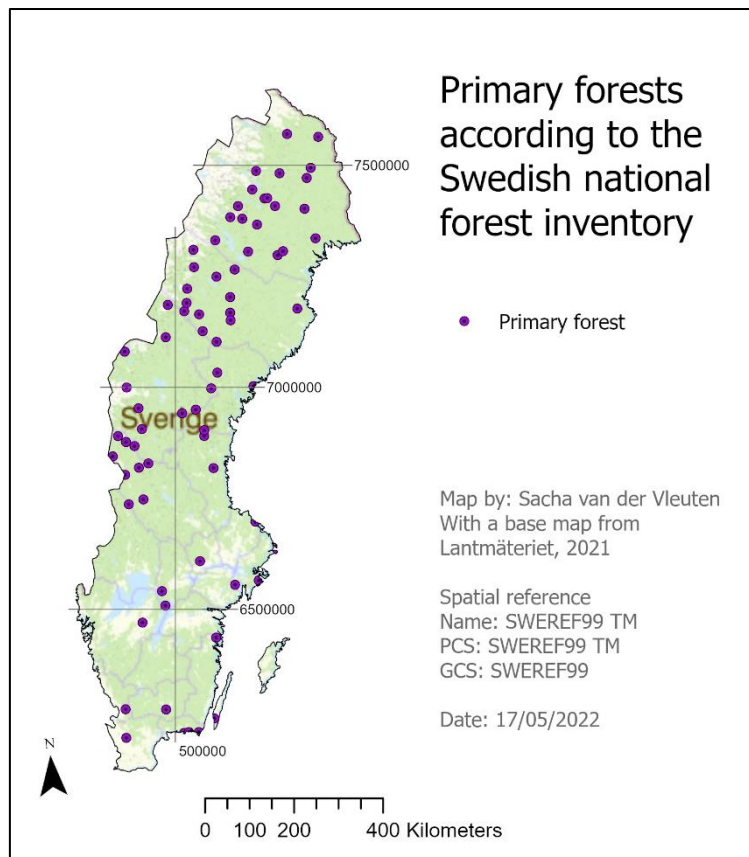 Primary forests
according to the
Swedish national
forest inventory
7500000
Primary forest
7000000
Sverige
Map by: Sacha van der Vleuten
With a base map from
Lantmäteriet, 2021
Spatial reference
Name: SWEREF99 TM
PCS: SWEREF99 TM
GCS: SWEREF99
6500000
Date: 17/05/2022
500000
N
0 100 200 400 Kilometers